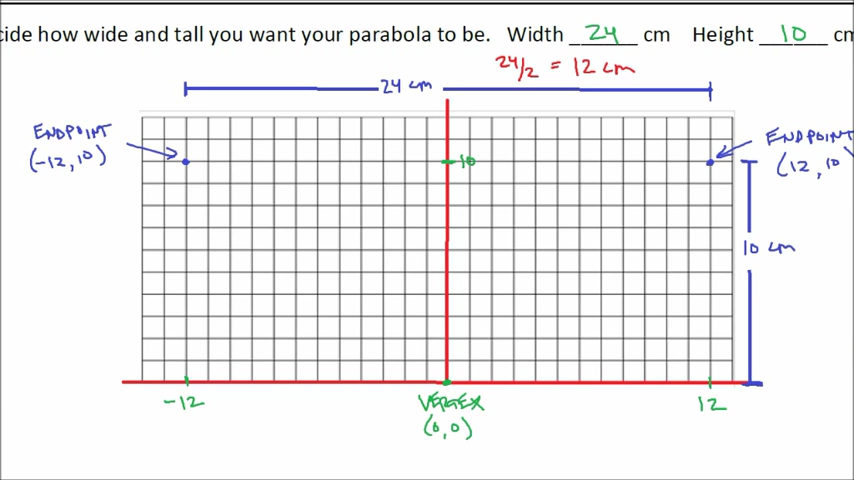 cide how wide and tall you want your parabola to be. Width 24 cm Height 10 cm
24/2 = 12 cm
24 cm
ENDPOINT
(-12, 10)
10
ENDPOINT
(12, 10
10 cm
-12
VERTEX
(0,0)
12